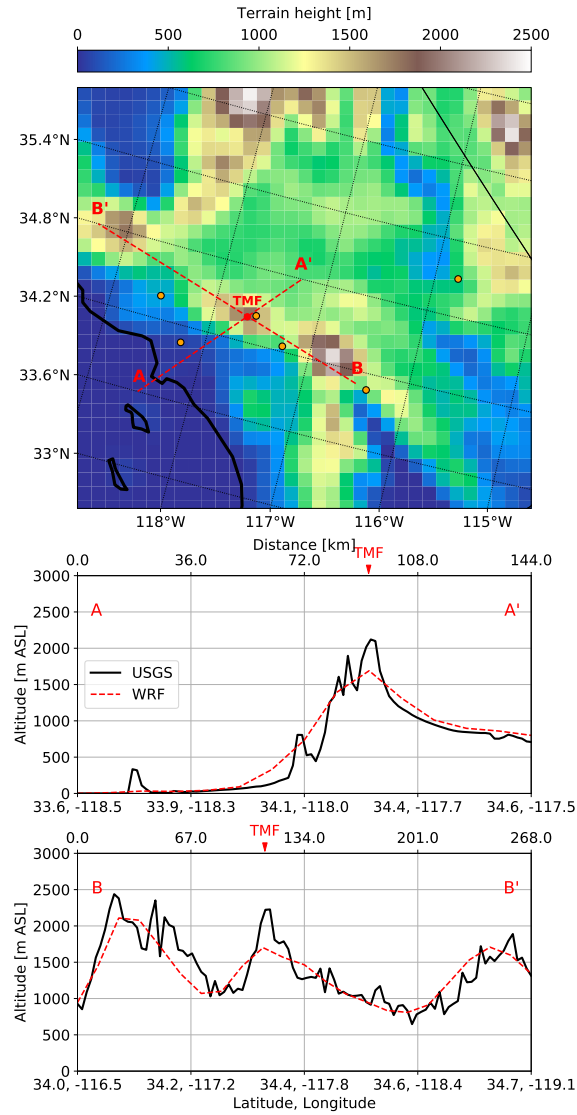 Terrain height [m]
0 500 1000 1500 2000 2500
35.4°N
34.8°N
34.2°N
33.6°N
33°N
B'
A'
TMF
A
B
118°W 117°W 116°W 115°W
Distance [km]
TMF
0.0 36.0 72.0 108.0 144.0
3000
2500
2000
1500
1000
500
0
Altitude [m ASL]
A A'
USGS
WRF
33.6, -118.5 33.9, -118.3 34.1, -118.0 34.4, -117.7 34.6, -117.5
TMF
0.0 67.0 134.0 201.0 268.0
3000
2500
2000
1500
1000
500
0
Altitude [m ASL]
B B'
34.0, -116.5 34.2, -117.2 34.4, -117.8 34.6, -118.4 34.7, -119.1
Latitude, Longitude